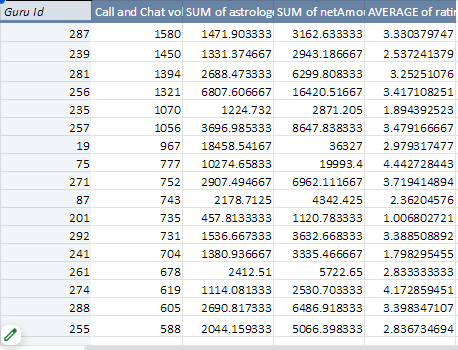 Guru Id Call and Chat vol SUM of astrolog SUM of netAmo AVERAGE of rati
287 1580 1471.903333 3162.633333 3.330379747
239 1450 1331.374667 2943.186667 2.537241379
281 1394 2688.473333 6299.808333 3.25251076
256 1321 6807.606667 16420.51667 3.417108251
235 1070 1224.732 2871.205 1.894392523
257 1056 3696.985333 8647.838333 3.479166667
19 967 18458.54167 36327 2.979317477
75 777 10274.65833 19993.4 4.442728443
271 752 2907.494667 6962.111667 3.719414894
87 743 2178.7125 4342.425 2.36204576
201 735 457.8133333 1120.783333 1.006802721
292 731 1536.667333 3632.668333 3.388508892
241 704 1380.936667 3335.466667 1.798295455
261 678 2412.51 5722.65 2.833333333
274 619 1114.081333 2530.703333 4.172859451
288 605 2690.817333 6486.918333 3.398347107
255 588 2044.159333 5066.398333 2.836734694